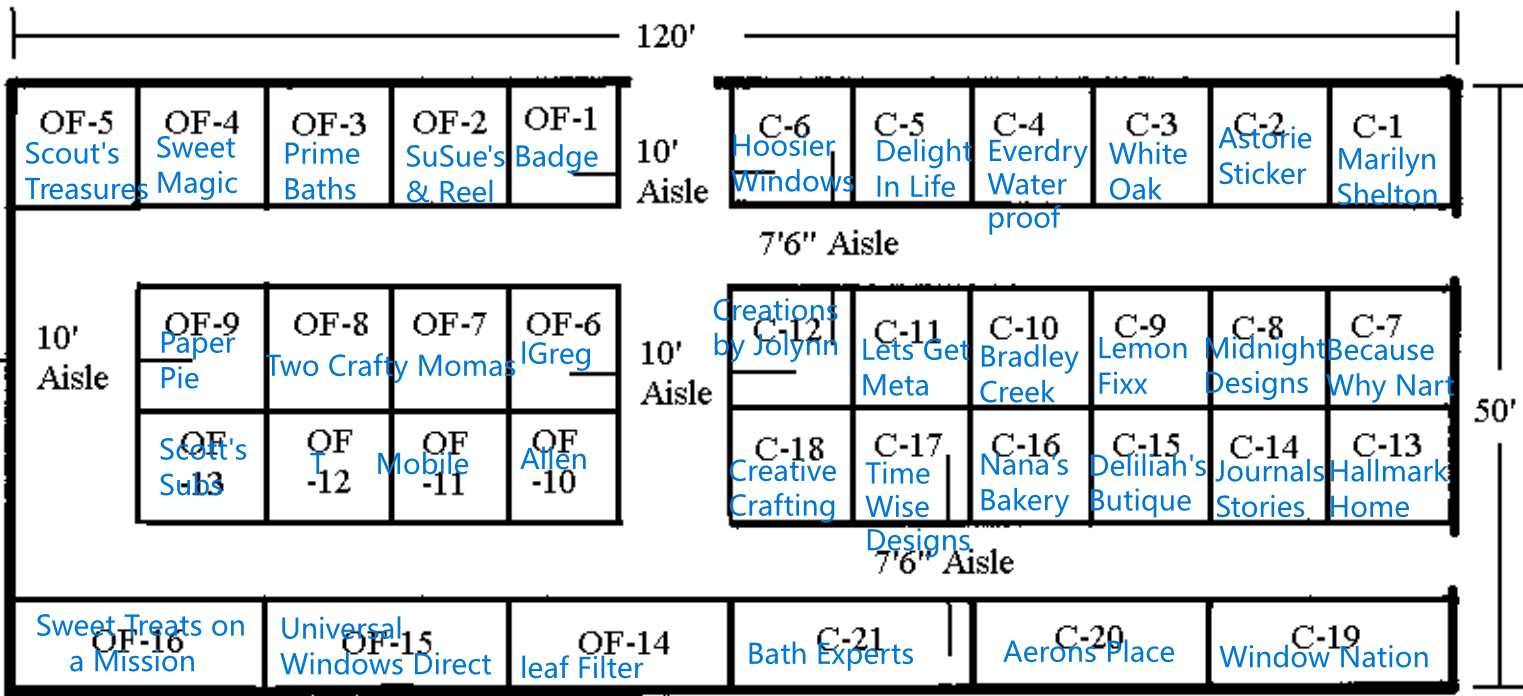 120'
OF-5
Scout's
Treasures
OF-4
Sweet
Magic
OF-3
Prime
Baths
OF-2
SuSue's
& Reel
OF-1
Badge
10'
Aisle
C-6
Hoosier
Windows
C-5
Delight
In Life
C-4
Everdry
Water
proof
C-3
White
Oak
C-2
Astorie
Sticker
C-1
Marilyn
Shelton
7'6" Aisle
10'
Aisle
OF-9
Paper
Pie
OF-8
OF-7
Two Crafty Momas
OF-6
lGreg
10'
Aisle
C-12
Creations
by Jolynn
C-11
Lets Get
Meta
C-10
Bradley
Creek
C-9
Lemon
Fixx
C-8
Midnight
Designs
C-7
Because
Why Nart
50'
OF
-13
Scott's
Subs
OF
-12
OF
-11
T Mobile
OF
-10
Allen
C-18
Creative
Crafting
C-17
Time
Wise
Designs
C-16
Nana's
Bakery
C-15
Deliliah's
Butique
C-14
Journals
Stories
C-13
Hallmark
Home
7'6" Aisle
OF-16
Sweet Treats on
a Mission
OF-15
Universal
Windows Direct
OF-14
leaf Filter
C-21
Bath Experts
C-20
Aerons Place
C-19
Window Nation